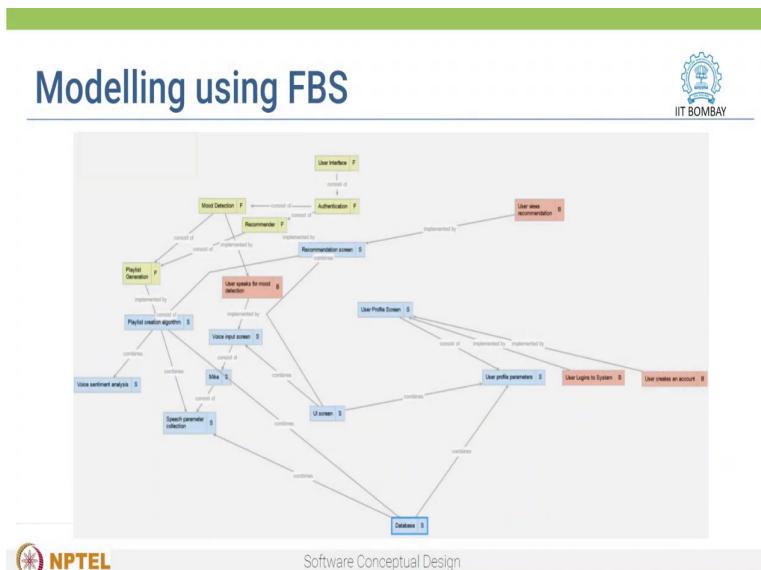 Modelling using FBS
IIT BOMBAY
User Interface F
consist of
Mood Detection F
consist of
Authentication F
User views
recommendation B
consist of
Recommender F
consist of
implemented by
implemented by
implemented by
consist of
Recommendation screen S
combines
Playlist
Generation F
User speaks for mood
detection B
implemented by
consist of
User Profile Screen S
Playlist creation algorithm S
implemented by
Voice input screen S
consist of
implemented by
implemented by
combines
consist of
combines
Voice sentiment analysis S
Mike S
User profile parameters S
User Logins to System B
User creates an account B
consist of
combines
combines
Speech parameter
collection S
UI screen S
combines
combines
combines
Database S
NPTEL
Software Conceptual Design